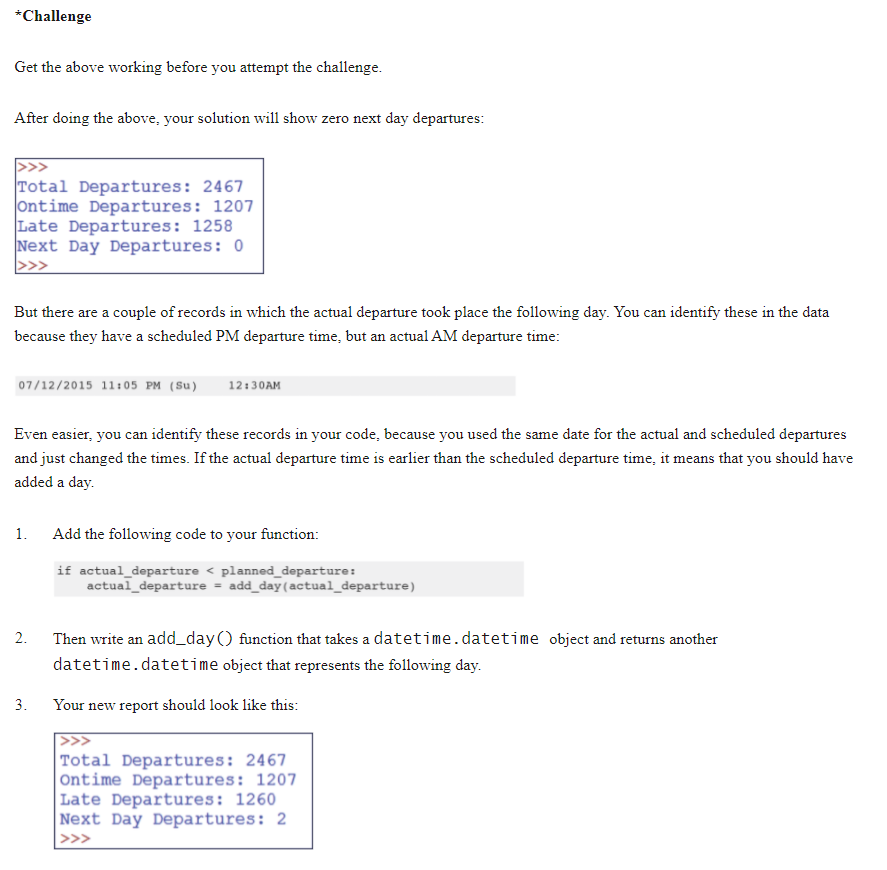 *Challenge
Get the above working before you attempt the challenge.
After doing the above, your solution will show zero next day departures:
>>>
Total Departures: 2467
Ontime Departures: 1207
Late Departures: 1258
Next Day Departures: 0
>>>
But there are a couple of records in which the actual departure took place the following day. You can identify these in the data
because they have a scheduled PM departure time, but an actual AM departure time:
07/12/2015 11:05 PM (Su)    12:30AM
Even easier, you can identify these records in your code, because you used the same date for the actual and scheduled departures
and just changed the times. If the actual departure time is earlier than the scheduled departure time, it means that you should have
added a day.
1. Add the following code to your function:
if actual_departure < planned_departure:
    actual_departure = add_day(actual_departure)
2. Then write an add_day() function that takes a datetime.datetime object and returns another
datetime.datetime object that represents the following day.
3. Your new report should look like this:
>>>
Total Departures: 2467
Ontime Departures: 1207
Late Departures: 1260
Next Day Departures: 2
>>>